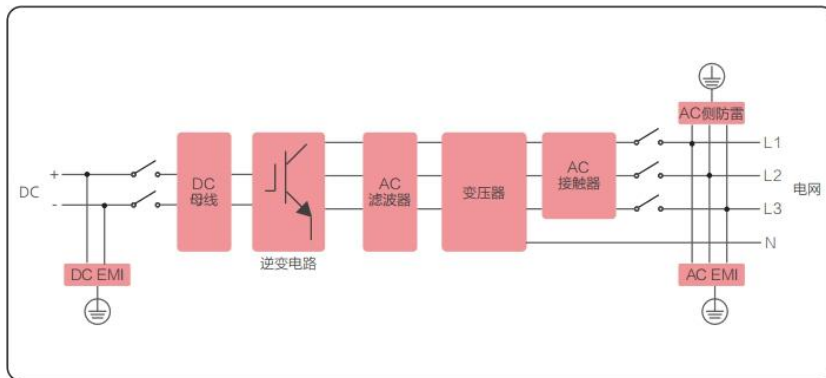 AC侧防雷
L1
+
DC
母线
AC
滤波器
变压器
AC
接触器
L2
电网
DC
-
L3
N
逆变电路
DC EMI
AC EMI